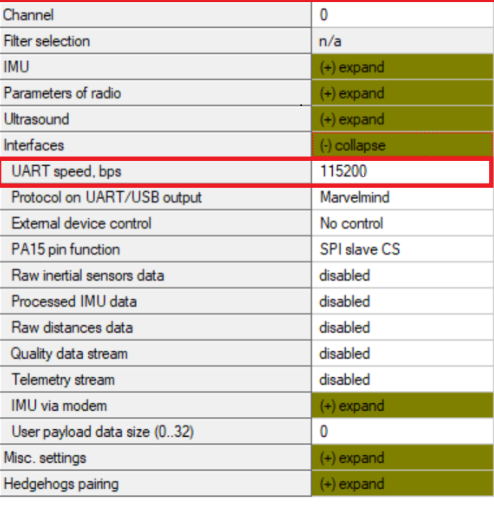 Channel 0
Filter selection n/a
IMU (+) expand
Parameters of radio (+) expand
Ultrasound (+) expand
Interfaces (-) collapse
UART speed, bps 115200
Protocol on UART/USB output Marvelmind
External device control No control
PA15 pin function SPI slave CS
Raw inertial sensors data disabled
Processed IMU data disabled
Raw distances data disabled
Quality data stream disabled
Telemetry stream disabled
IMU via modem (+) expand
User payload data size (0..32) 0
Misc. settings (+) expand
Hedgehogs pairing (+) expand